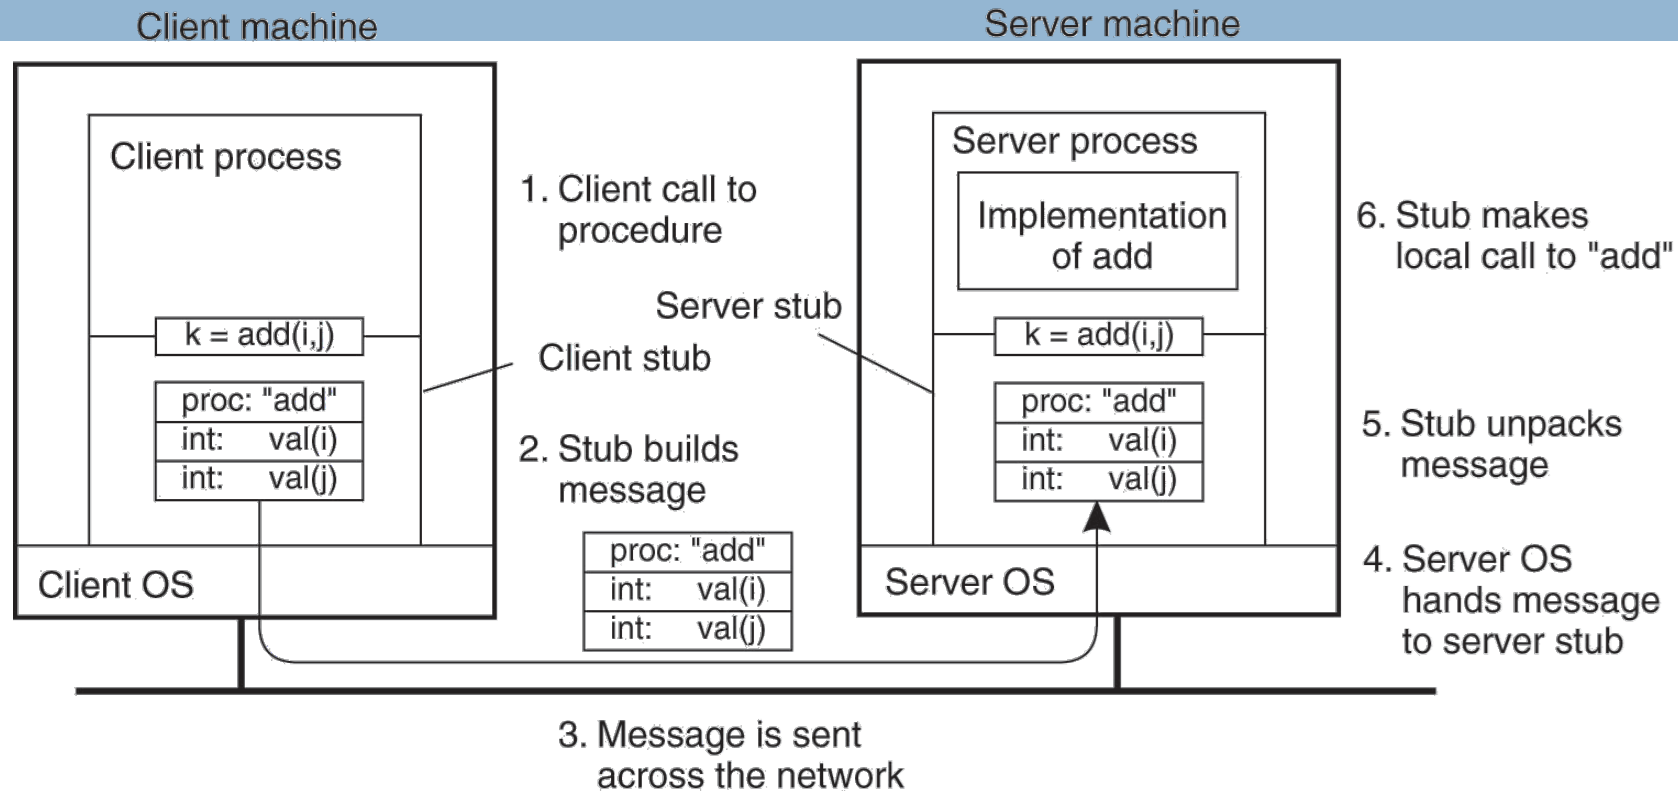 Client machine
Server machine
Client process
1. Client call to
procedure
Server process
Implementation
of add
6. Stub makes
local call to "add"
Server stub
k = add(i,j)
k = add(i,j)
Client stub
proc: "add"
int: val(i)
int: val(j)
2. Stub builds
message
proc: "add"
int: val(i)
int: val(j)
5. Stub unpacks
message
proc: "add"
int: val(i)
int: val(j)
Client OS
Server OS
4. Server OS
hands message
to server stub
3. Message is sent
across the network